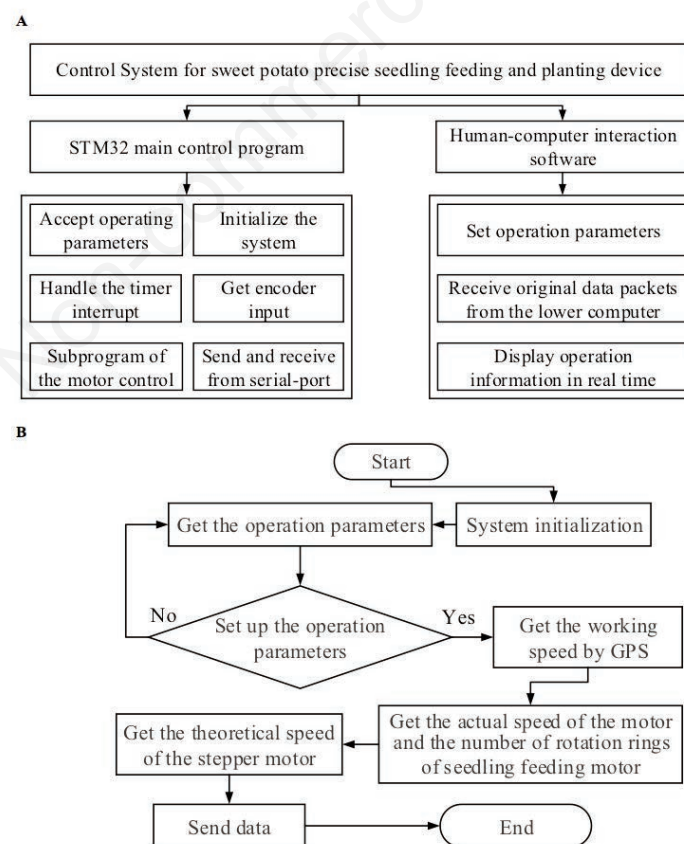 A
Control System for sweet potato precise seedling feeding and planting device
STM32 main control program
Human-computer interaction
software
Accept operating
parameters
Initialize the
system
Handle the timer
interrupt
Get encoder
input
Subprogram of
the motor control
Send and receive
from serial-port
Set operation parameters
Receive original data packets
from the lower computer
Display operation
information in real time
B
Start
System initialization
Get the operation parameters
Set up the operation
parameters
No
Yes
Get the working
speed by GPS
Get the actual speed of the motor
and the number of rotation rings
of seedling feeding motor
Get the theoretical speed
of the stepper motor
Send data
End